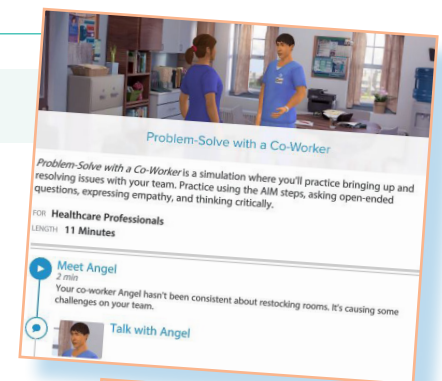 Problem-Solve with a Co-Worker
Problem-Solve with a Co-Worker is a simulation where you'll practice bringing up and
resolving issues with your team. Practice using the AIM steps, asking open-ended
questions, expressing empathy, and thinking critically.
FOR Healthcare Professionals
LENGTH 11 Minutes
Meet Angel
2 min
Your co-worker Angel hasn't been consistent about restocking rooms. It's causing some
challenges on your team.
Talk with Angel